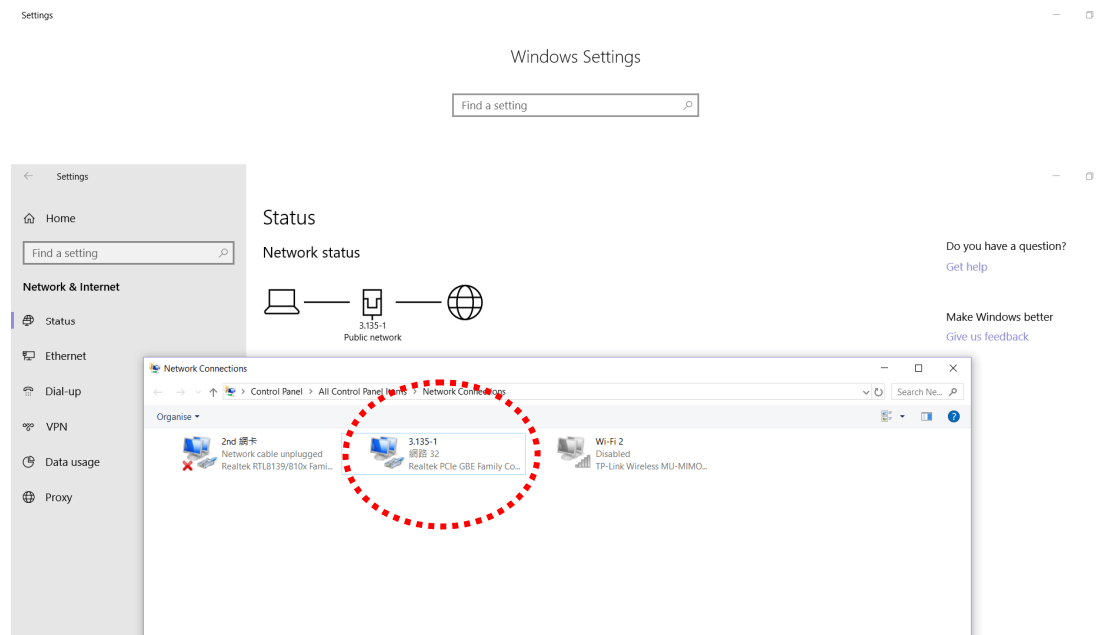 Settings
Windows Settings
Find a setting
Settings
Home
Find a setting
Network & Internet
Status
Ethernet
Dial-up
VPN
Data usage
Proxy
Status
Network status
3.135-1
Public network
Do you have a question?
Get help
Make Windows better
Give us feedback
Network Connections
Control Panel > All Control Panel Items > Network Connections
Search Ne...
Organise
2nd 網卡
Network cable unplugged
Realtek RTL8139/810x Fami...
3.135-1
網路 32
Realtek PCIe GBE Family Co...
Wi-Fi 2
Disabled
TP-Link Wireless MU-MIMO...